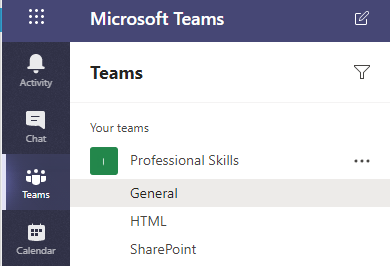 Microsoft Teams
Activity
Chat
Teams
Calendar
Teams
Your teams
Professional Skills
General
HTML
SharePoint